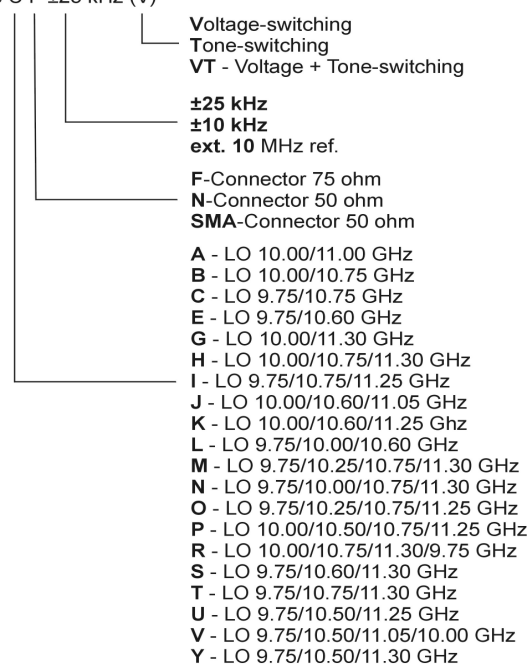 ±25 kHz (V)
Voltage-switching
Tone-switching
VT - Voltage + Tone-switching
±25 kHz
±10 kHz
ext. 10 MHz ref.
F-Connector 75 ohm
N-Connector 50 ohm
SMA-Connector 50 ohm
A - LO 10.00/11.00 GHz
B - LO 10.00/10.75 GHz
C - LO 9.75/10.75 GHz
E - LO 9.75/10.60 GHz
G - LO 10.00/11.30 GHz
H - LO 10.00/10.75/11.30 GHz
I - LO 9.75/10.75/11.25 GHz
J - LO 10.00/10.60/11.05 GHz
K - LO 10.00/10.60/11.25 Ghz
L - LO 9.75/10.00/10.60 GHz
M - LO 9.75/10.25/10.75/11.30 GHz
N - LO 9.75/10.00/10.75/11.30 GHz
O - LO 9.75/10.25/10.75/11.25 GHz
P - LO 10.00/10.50/10.75/11.25 GHz
R - LO 10.00/10.75/11.30/9.75 GHz
S - LO 9.75/10.60/11.30 GHz
T - LO 9.75/10.75/11.30 GHz
U - LO 9.75/10.50/11.25 GHz
V - LO 9.75/10.50/11.05/10.00 GHz
Y - LO 9.75/10.50/11.30 GHz